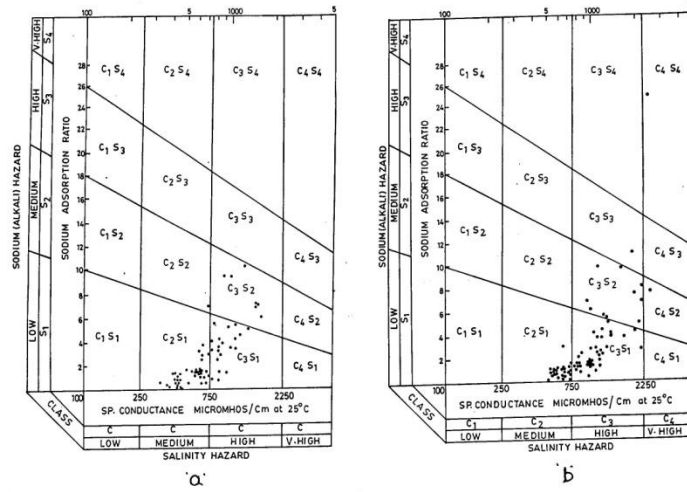 100
5
1000
5
C1 S4
C2 S4
C3 S4
C4 S4
C1 S3
C2 S3
C3 S3
C4 S3
C1 S2
C2 S2
C3 S2
C4 S2
C1 S1
C2 S1
C3 S1
C4 S1
SODIUM (ALKALI) HAZARD
LOW
MEDIUM
HIGH
V-HIGH
S1
S2
S3
S4
SODIUM ADSORPTION RATIO
28
26
24
22
20
18
16
14
12
10
8
6
4
2
100
250
750
2250
SP. CONDUCTANCE MICROMHOS/Cm at 25°C
CLASS
C
C
C
C
LOW
MEDIUM
HIGH
V-HIGH
SALINITY HAZARD
'a'
100
5
1000
5
C1 S4
C2 S4
C3 S4
C4 S4
C1 S3
C2 S3
C3 S3
C4 S3
C1 S2
C2 S2
C3 S2
C4 S2
C1 S1
C2 S1
C3 S1
C4 S1
SODIUM (ALKALI) HAZARD
LOW
MEDIUM
HIGH
V-HIGH
S1
S2
S3
S4
SODIUM ADSORPTION RATIO
28
26
24
22
20
18
16
14
12
10
8
6
4
2
100
250
750
2250
SP. CONDUCTANCE MICROMHOS/Cm at 25°C
CLASS
C1
C2
C3
C4
LOW
MEDIUM
HIGH
V-HIGH
SALINITY HAZARD
'b'